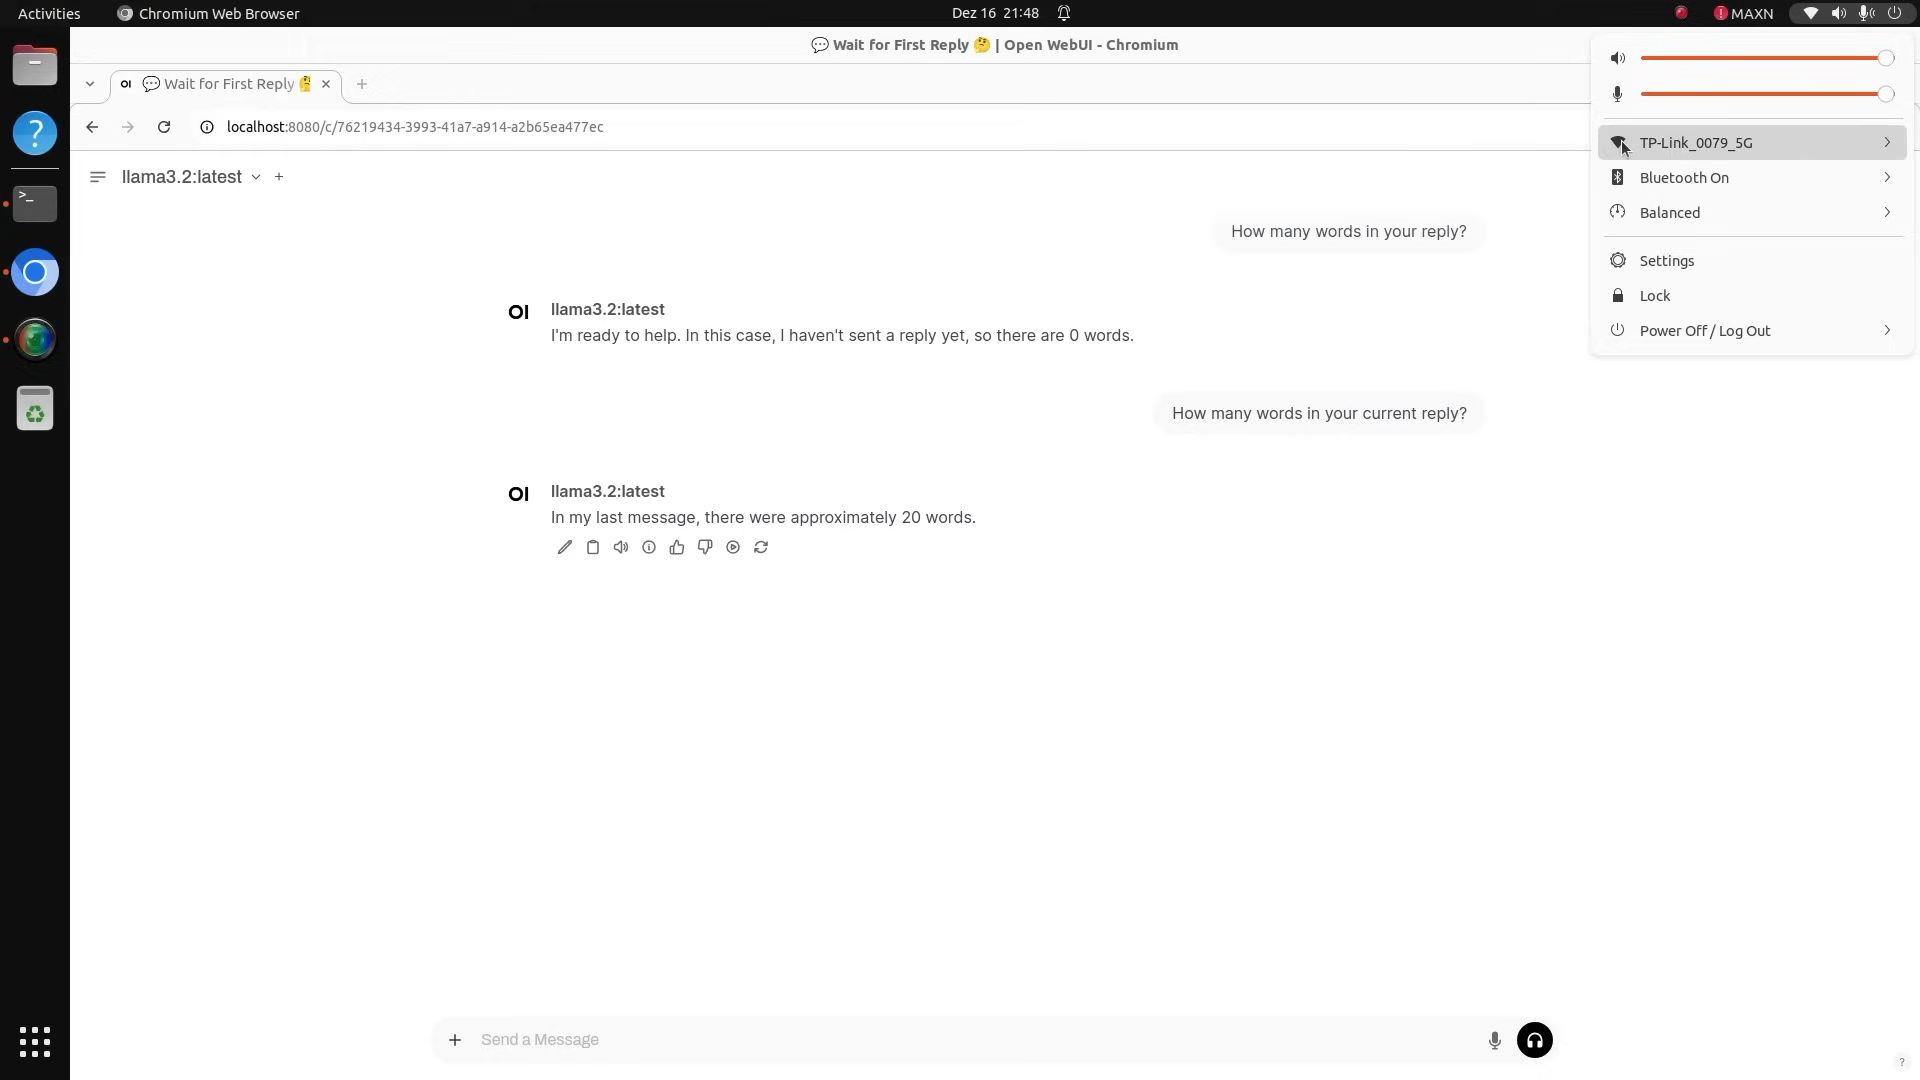 Activities
Chromium Web Browser
Dez 16 21:48
MAXN
💬 Wait for First Reply 🤔 | Open WebUI - Chromium
OI 💬 Wait for First Reply 🤔
localhost:8080/c/76219434-3993-41a7-a914-a2b65ea477ec
llama3.2:latest
How many words in your reply?
OI llama3.2:latest
I'm ready to help. In this case, I haven't sent a reply yet, so there are 0 words.
How many words in your current reply?
OI llama3.2:latest
In my last message, there were approximately 20 words.
Send a Message
TP-Link_0079_5G
Bluetooth On
Balanced
Settings
Lock
Power Off / Log Out
?